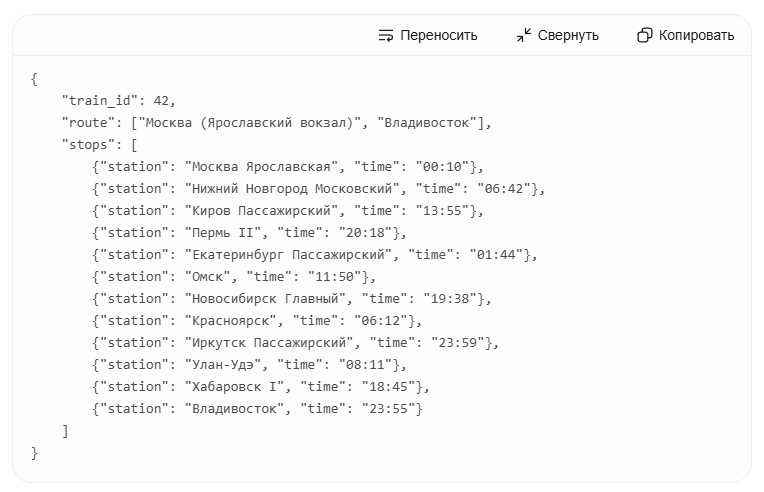 Переносить Свернуть Копировать
{
    "train_id": 42,
    "route": ["Москва (Ярославский вокзал)", "Владивосток"],
    "stops": [
        {"station": "Москва Ярославская", "time": "00:10"},
        {"station": "Нижний Новгород Московский", "time": "06:42"},
        {"station": "Киров Пассажирский", "time": "13:55"},
        {"station": "Пермь II", "time": "20:18"},
        {"station": "Екатеринбург Пассажирский", "time": "01:44"},
        {"station": "Омск", "time": "11:50"},
        {"station": "Новосибирск Главный", "time": "19:38"},
        {"station": "Красноярск", "time": "06:12"},
        {"station": "Иркутск Пассажирский", "time": "23:59"},
        {"station": "Улан-Удэ", "time": "08:11"},
        {"station": "Хабаровск I", "time": "18:45"},
        {"station": "Владивосток", "time": "23:55"}
    ]
}